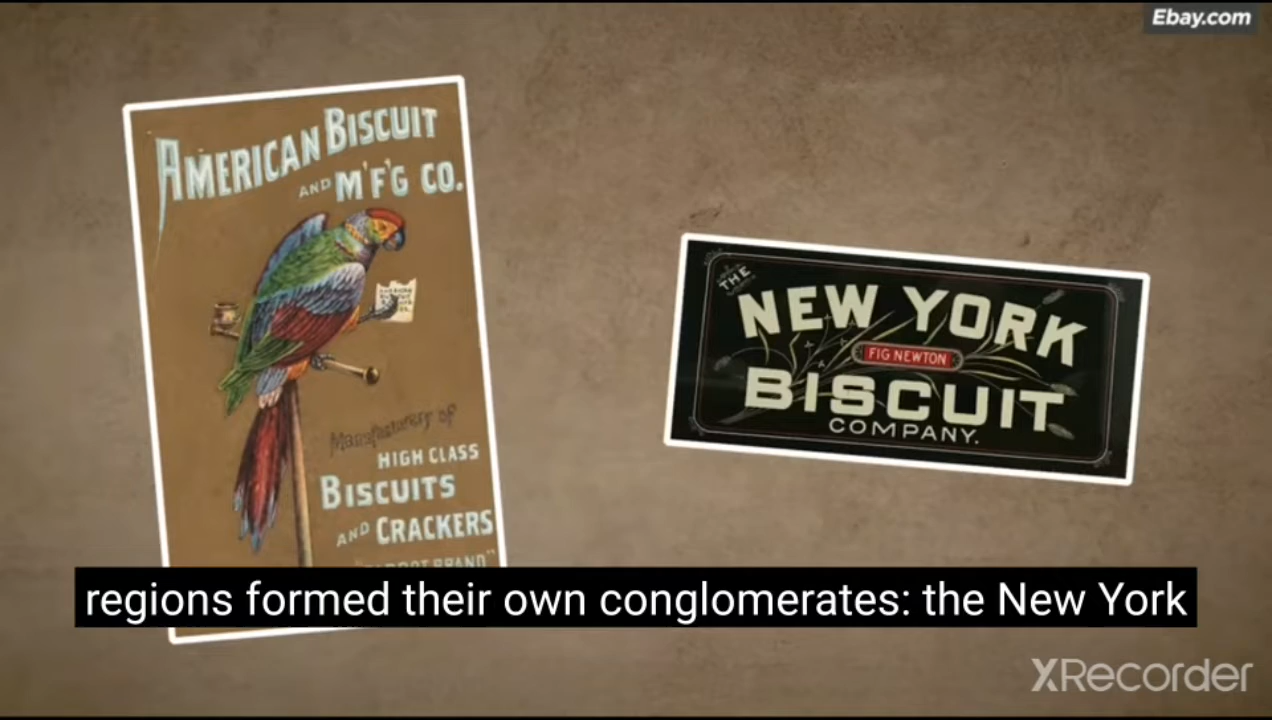 Ebay.com
AMERICAN BISCUIT
AND M'F'G CO.
Manufacturers of
HIGH CLASS
BISCUITS
AND CRACKERS
THE
NEW YORK
FIG NEWTON
BISCUIT
COMPANY.
regions formed their own conglomerates: the New York
XRecorder